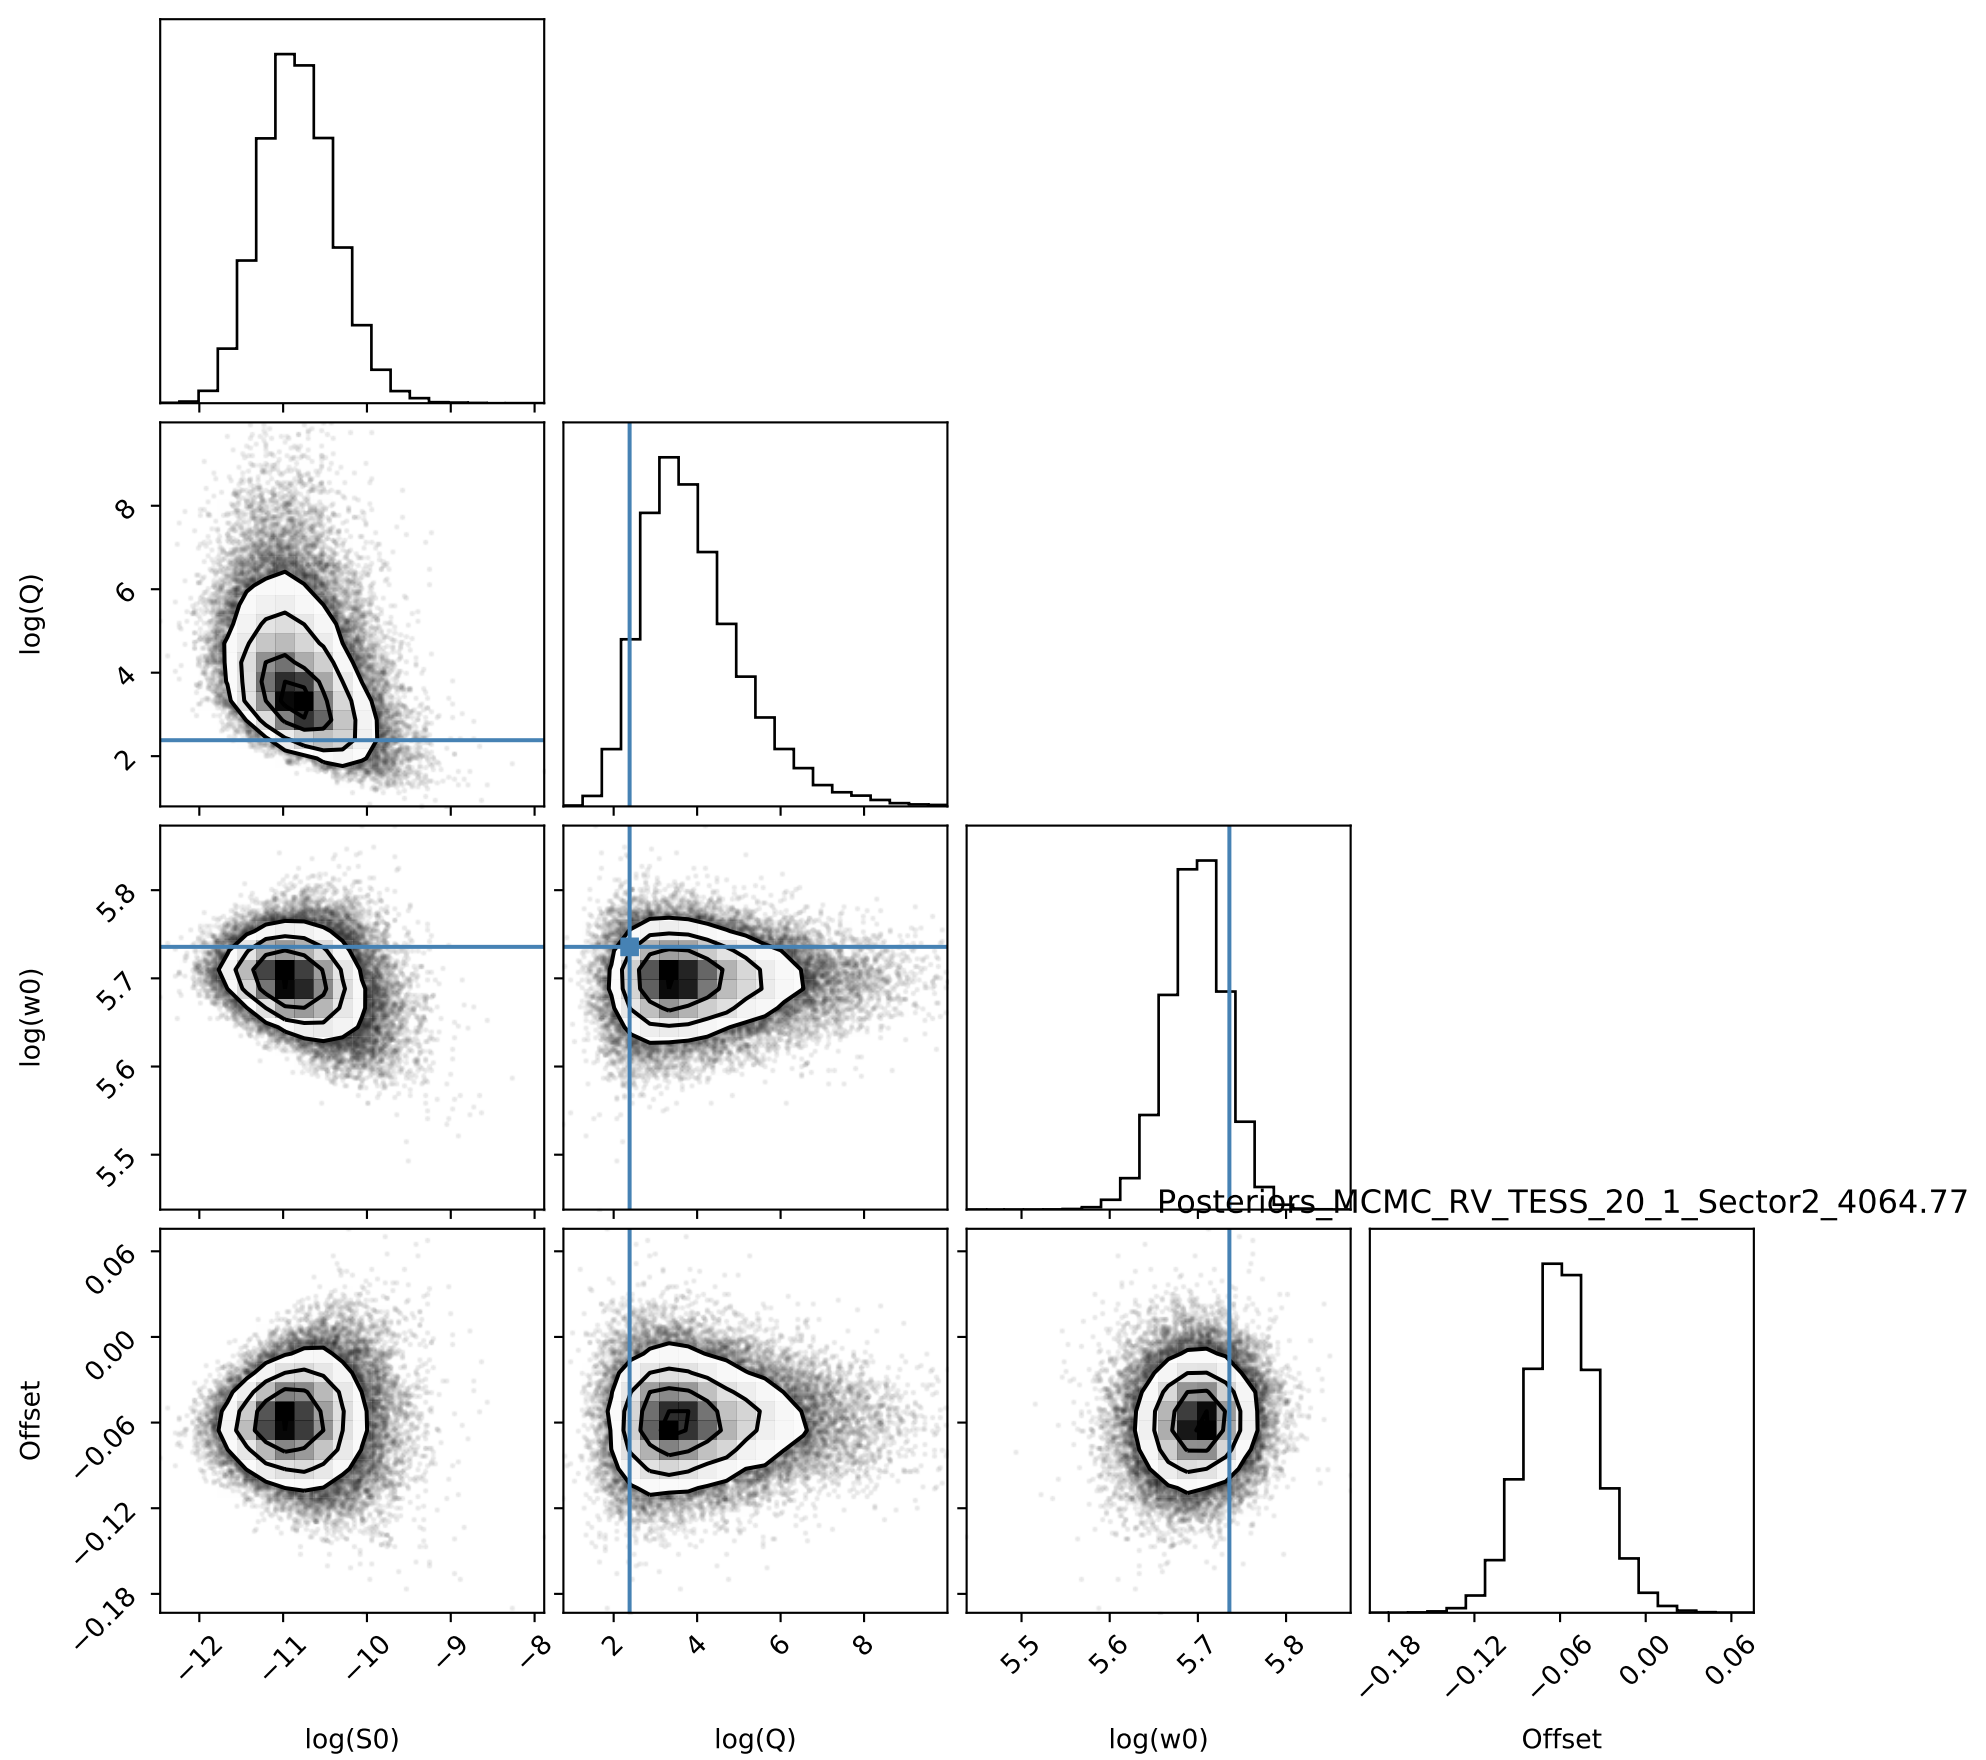 log(Q)
8
6
4
2
log(w0)
5.8
5.7
5.6
5.5
Posteriors_MCMC_RV_TESS_20_1_Sector2_4064.77
Offset
0.06
0.00
−0.06
−0.12
−0.18
−12 −11 −10 −9 −8 2 4 6 8 5.5 5.6 5.7 5.8 −0.18 −0.12 −0.06 0.00 0.06
log(S0) log(Q) log(w0) Offset